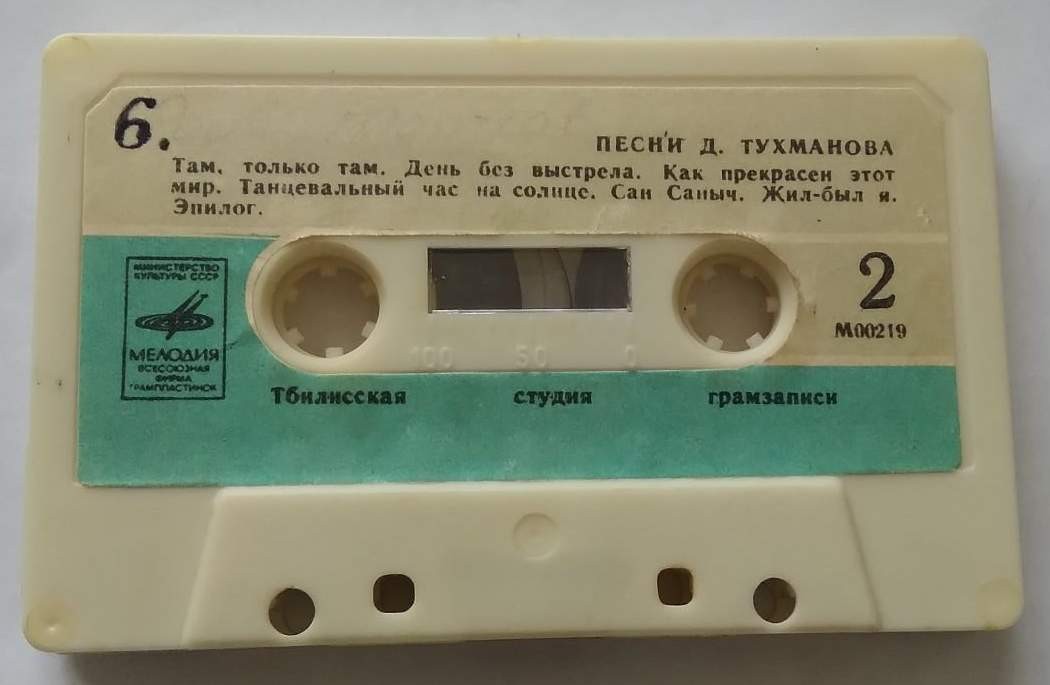 6.
ПЕСНИ Д. ТУХМАНОВА
Там, только там. День без выстрела. Как прекрасен этот
мир. Танцевальный час на солнце. Сан Саныч. Жил-был я.
Эпилог.
МИНИСТЕРСТВО
КУЛЬТУРЫ СССР
МЕЛОДИЯ
ВСЕСОЮЗНАЯ
ФИРМА
ГРАМПЛАСТИНОК
2
М00219
100 50 0
Тбилисская студия грамзаписи